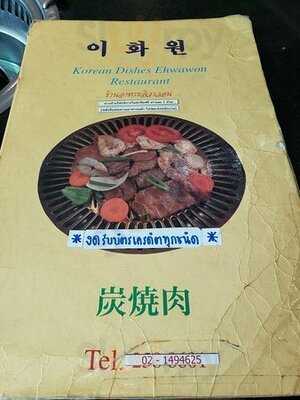 이 화 원
Korean Dishes Ehwawon
Restaurant
ร้านอาหารอีฮวาวอน
* งดรับบัตรเครดิตทุกชนิด *
炭燒肉
Tel.
02 - 1494625